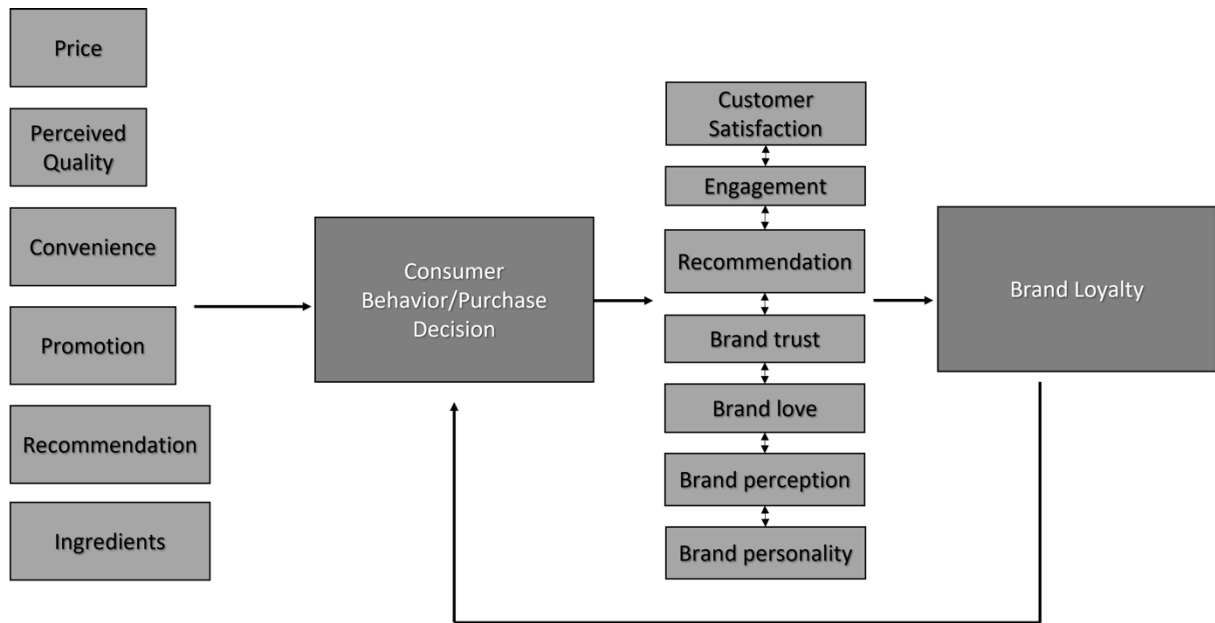 Price
Perceived
Quality
Convenience
Promotion
Recommendation
Ingredients
Consumer
Behavior/Purchase
Decision
Customer
Satisfaction
Engagement
Recommendation
Brand trust
Brand love
Brand perception
Brand personality
Brand Loyalty